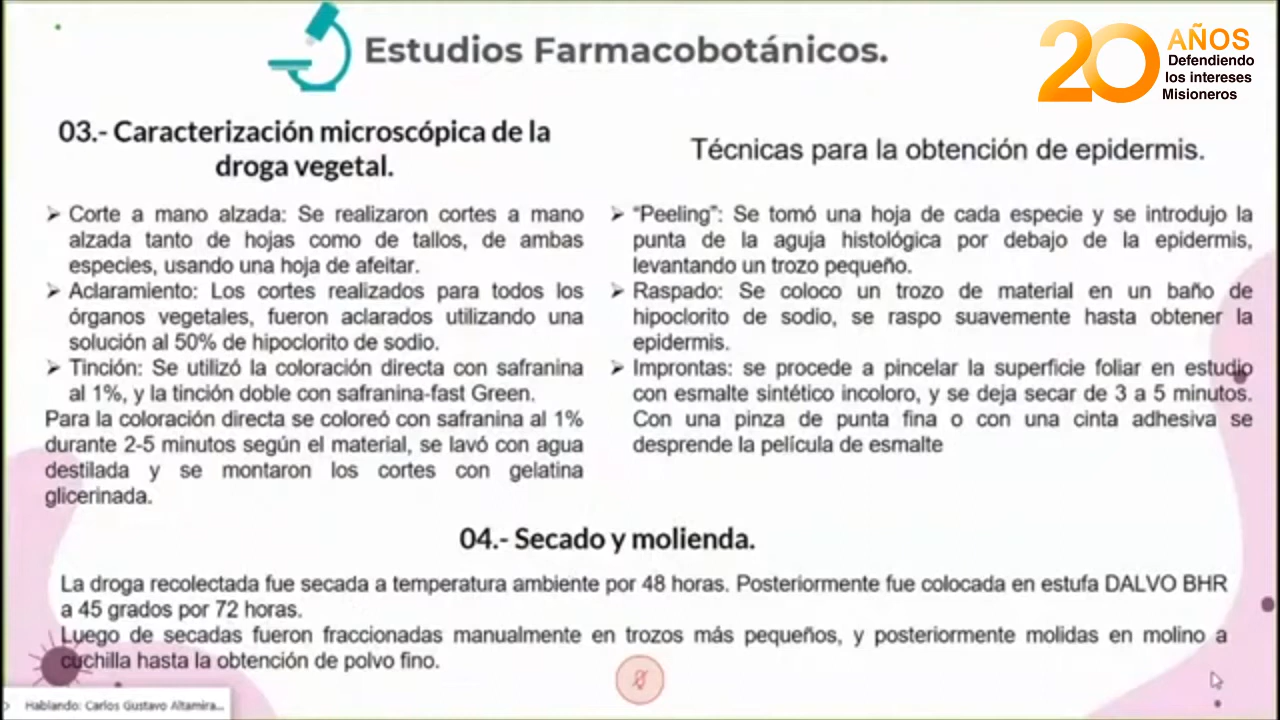 Estudios Farmacobotánicos.
20 AÑOS
Defendiendo
los intereses
Misioneros
03.- Caracterización microscópica de la
droga vegetal.
➢ Corte a mano alzada: Se realizaron cortes a mano
alzada tanto de hojas como de tallos, de ambas
especies, usando una hoja de afeitar.
➢ Aclaramiento: Los cortes realizados para todos los
órganos vegetales, fueron aclarados utilizando una
solución al 50% de hipoclorito de sodio.
➢ Tinción: Se utilizó la coloración directa con safranina
al 1%, y la tinción doble con safranina-fast Green.
Para la coloración directa se coloreó con safranina al 1%
durante 2-5 minutos según el material, se lavó con agua
destilada y se montaron los cortes con gelatina
glicerinada.
Técnicas para la obtención de epidermis.
➢ “Peeling”: Se tomó una hoja de cada especie y se introdujo la
punta de la aguja histológica por debajo de la epidermis,
levantando un trozo pequeño.
➢ Raspado: Se coloco un trozo de material en un baño de
hipoclorito de sodio, se raspo suavemente hasta obtener la
epidermis.
➢ Improntas: se procede a pincelar la superficie foliar en estudio
con esmalte sintético incoloro, y se deja secar de 3 a 5 minutos.
Con una pinza de punta fina o con una cinta adhesiva se
desprende la película de esmalte
04.- Secado y molienda.
La droga recolectada fue secada a temperatura ambiente por 48 horas. Posteriormente fue colocada en estufa DALVO BHR
a 45 grados por 72 horas.
Luego de secadas fueron fraccionadas manualmente en trozos más pequeños, y posteriormente molidas en molino a
cuchilla hasta la obtención de polvo fino.
Hablando: Carlos Gustavo Altamira...